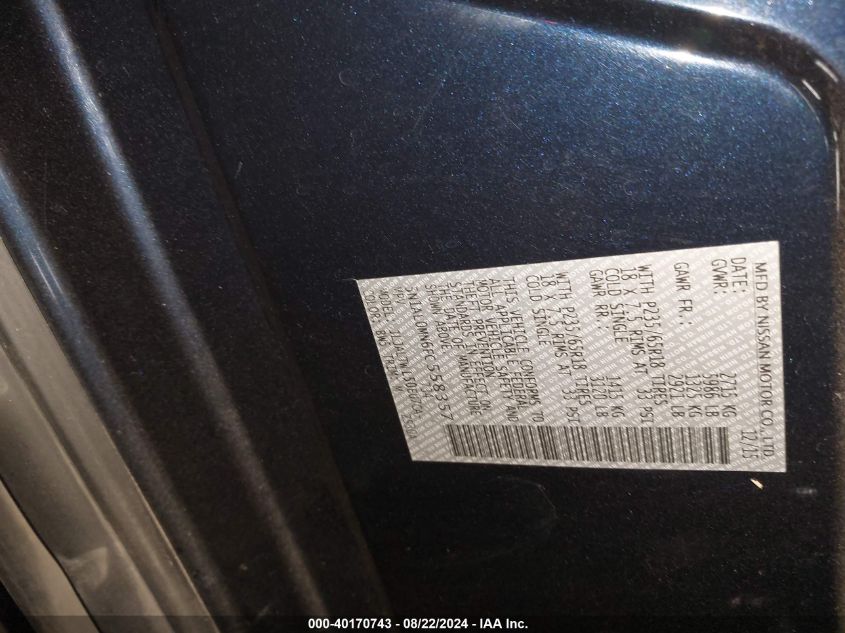 MFD BY NISSAN MOTOR CO., LTD.
DATE: 12/15
GVWR: 2715 KG
5986 LB
GAWR FR: 1325 KG
2921 LB
WITH P235/65R18 TIRES
18 X 7.5 RIMS AT 33 PSI
COLD SINGLE
GAWR RR: 1415 KG
3120 LB
WITH P235/65R18 TIRES
18 X 7.5 RIMS AT 33 PSI
COLD SINGLE
THIS VEHICLE CONFORMS TO
ALL APPLICABLE FEDERAL
MOTOR VEHICLE SAFETY AND
THEFT PREVENTION
STANDARDS IN EFFECT ON
THE DATE OF MANUFACTURE
SHOWN ABOVE.
5N1AL0MN6FC558357
MPV
MODEL
COLOR
000-40170743 - 08/22/2024 - IAA Inc.